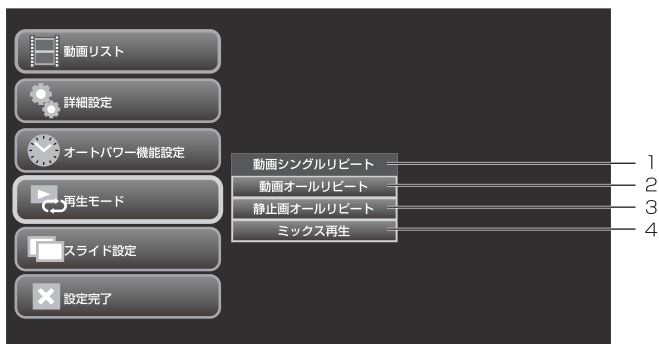 動画リスト
詳細設定
オートパワー機能設定
動画シングルリピート 1
動画オールリピート 2
再生モード
静止画オールリピート 3
ミックス再生 4
スライド設定
設定完了